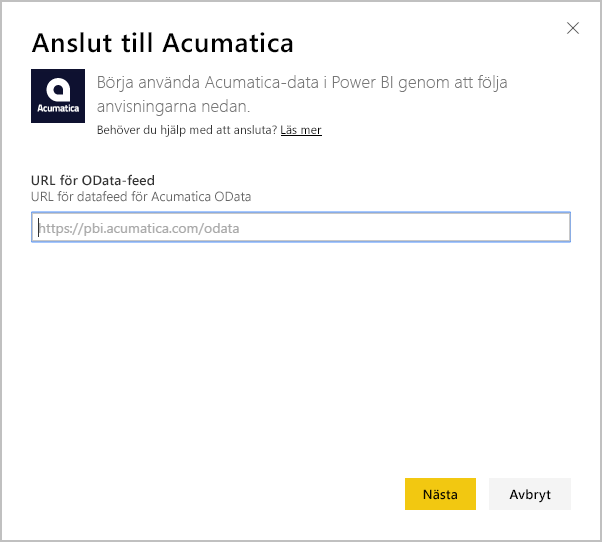 Anslut till Acumatica
Acumatica
Börja använda Acumatica-data i Power BI genom att följa
anvisningarna nedan.
Behöver du hjälp med att ansluta? Läs mer
URL för OData-feed
URL för datafeed för Acumatica OData
https://pbi.acumatica.com/odata
Nästa
Avbryt